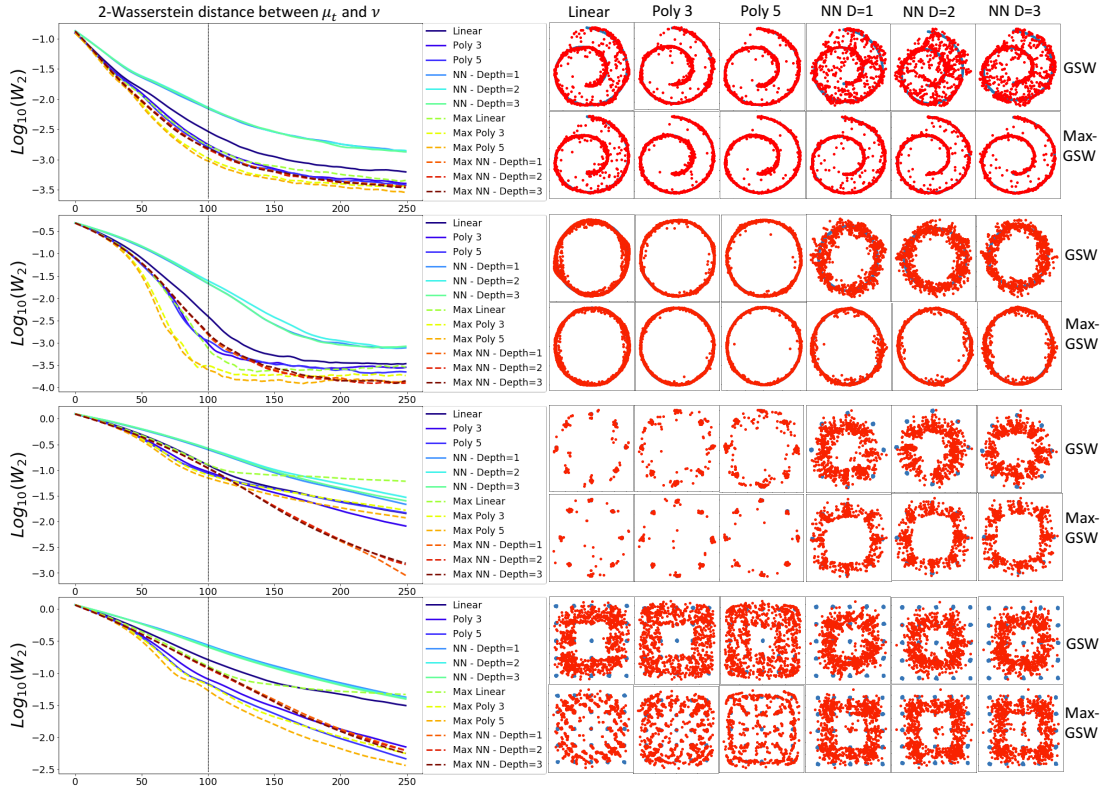 2-Wasserstein distance between μt and ν
Linear Poly 3 Poly 5 NN D=1 NN D=2 NN D=3
Log10(W2)
−1.0
−1.5
−2.0
−2.5
−3.0
−3.5
0 50 100 150 200 250
Linear
Poly 3
Poly 5
NN - Depth=1
NN - Depth=2
NN - Depth=3
Max Linear
Max Poly 3
Max Poly 5
Max NN - Depth=1
Max NN - Depth=2
Max NN - Depth=3
GSW
Max-
GSW
Log10(W2)
−0.5
−1.0
−1.5
−2.0
−2.5
−3.0
−3.5
−4.0
0 50 100 150 200 250
Linear
Poly 3
Poly 5
NN - Depth=1
NN - Depth=2
NN - Depth=3
Max Linear
Max Poly 3
Max Poly 5
Max NN - Depth=1
Max NN - Depth=2
Max NN - Depth=3
GSW
Max-
GSW
Log10(W2)
0.0
−0.5
−1.0
−1.5
−2.0
−2.5
−3.0
0 50 100 150 200 250
Linear
Poly 3
Poly 5
NN - Depth=1
NN - Depth=2
NN - Depth=3
Max Linear
Max Poly 3
Max Poly 5
Max NN - Depth=1
Max NN - Depth=2
Max NN - Depth=3
GSW
Max-
GSW
Log10(W2)
0.0
−0.5
−1.0
−1.5
−2.0
−2.5
0 50 100 150 200 250
Linear
Poly 3
Poly 5
NN - Depth=1
NN - Depth=2
NN - Depth=3
Max Linear
Max Poly 3
Max Poly 5
Max NN - Depth=1
Max NN - Depth=2
Max NN - Depth=3
GSW
Max-
GSW